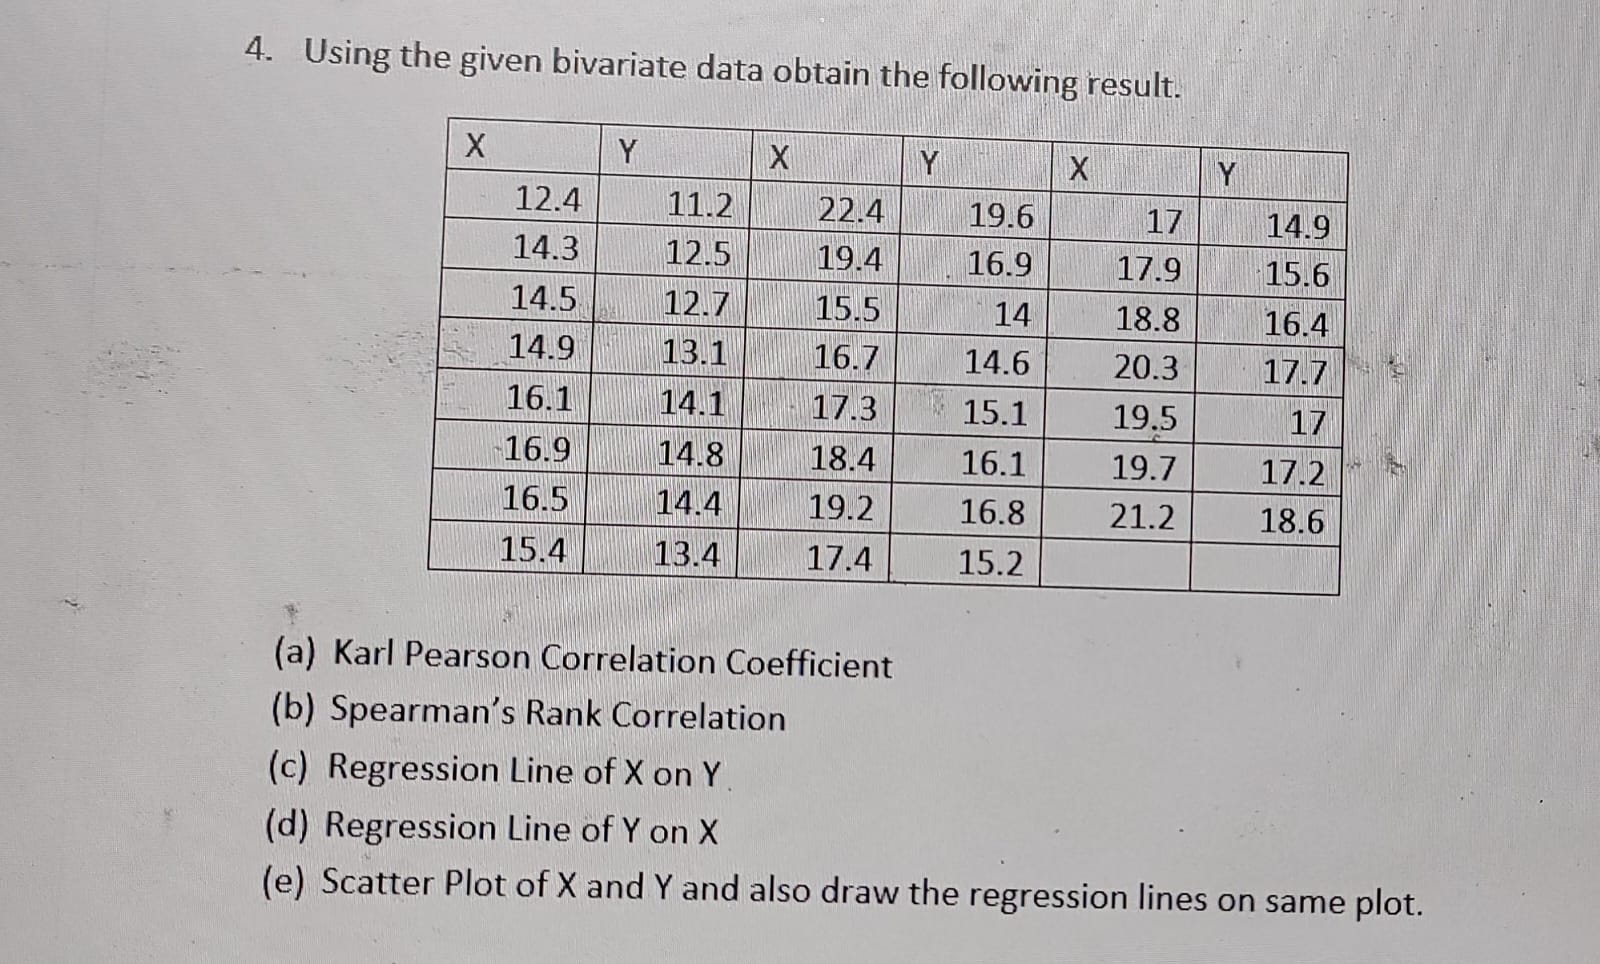 4. Using the given bivariate data obtain the following result.
X Y X Y X Y
12.4 11.2 22.4 19.6 17 14.9
14.3 12.5 19.4 16.9 17.9 15.6
14.5 12.7 15.5 14 18.8 16.4
14.9 13.1 16.7 14.6 20.3 17.7
16.1 14.1 17.3 15.1 19.5 17
16.9 14.8 18.4 16.1 19.7 17.2
16.5 14.4 19.2 16.8 21.2 18.6
15.4 13.4 17.4 15.2
(a) Karl Pearson Correlation Coefficient
(b) Spearman's Rank Correlation
(c) Regression Line of X on Y
(d) Regression Line of Y on X
(e) Scatter Plot of X and Y and also draw the regression lines on same plot.